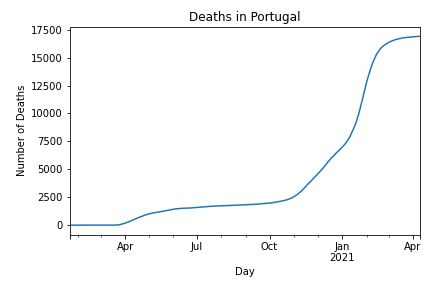 Deaths in Portugal
17500
15000
12500
10000
7500
5000
2500
0
Number of Deaths
Apr
Jul
Oct
Jan
2021
Apr
Day